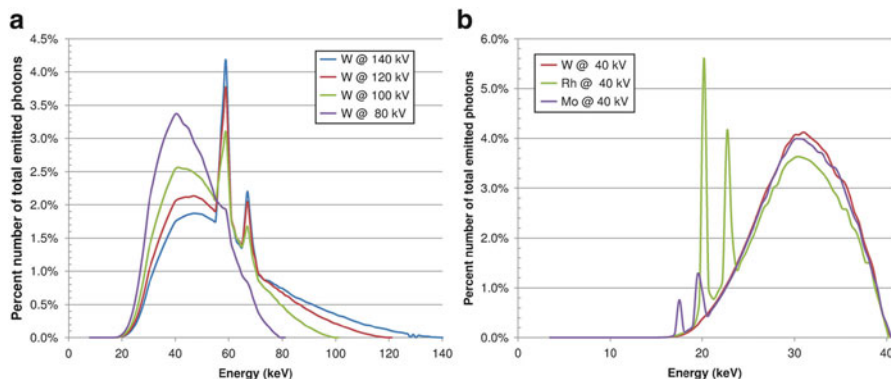 a
Percent number of total emitted photons
4.5%
4.0%
3.5%
3.0%
2.5%
2.0%
1.5%
1.0%
0.5%
0.0%
W @ 140 kV
W @ 120 kV
W @ 100 kV
W @ 80 kV
0 20 40 60 80 100 120 140
Energy (keV)
b
Percent number of total emitted photons
6.0%
5.0%
4.0%
3.0%
2.0%
1.0%
0.0%
W @ 40 kV
Rh @ 40 kV
Mo @ 40 kV
0 10 20 30 40
Energy (keV)